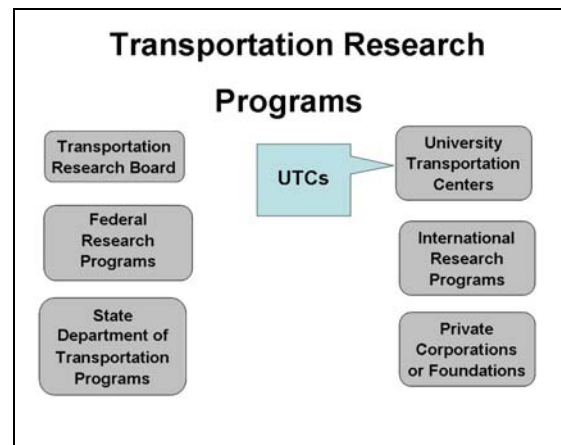 Transportation Research
Programs
Transportation
Research Board
Federal
Research
Programs
State
Department of
Transportation
Programs
UTCs
University
Transportation
Centers
International
Research
Programs
Private
Corporations
or Foundations